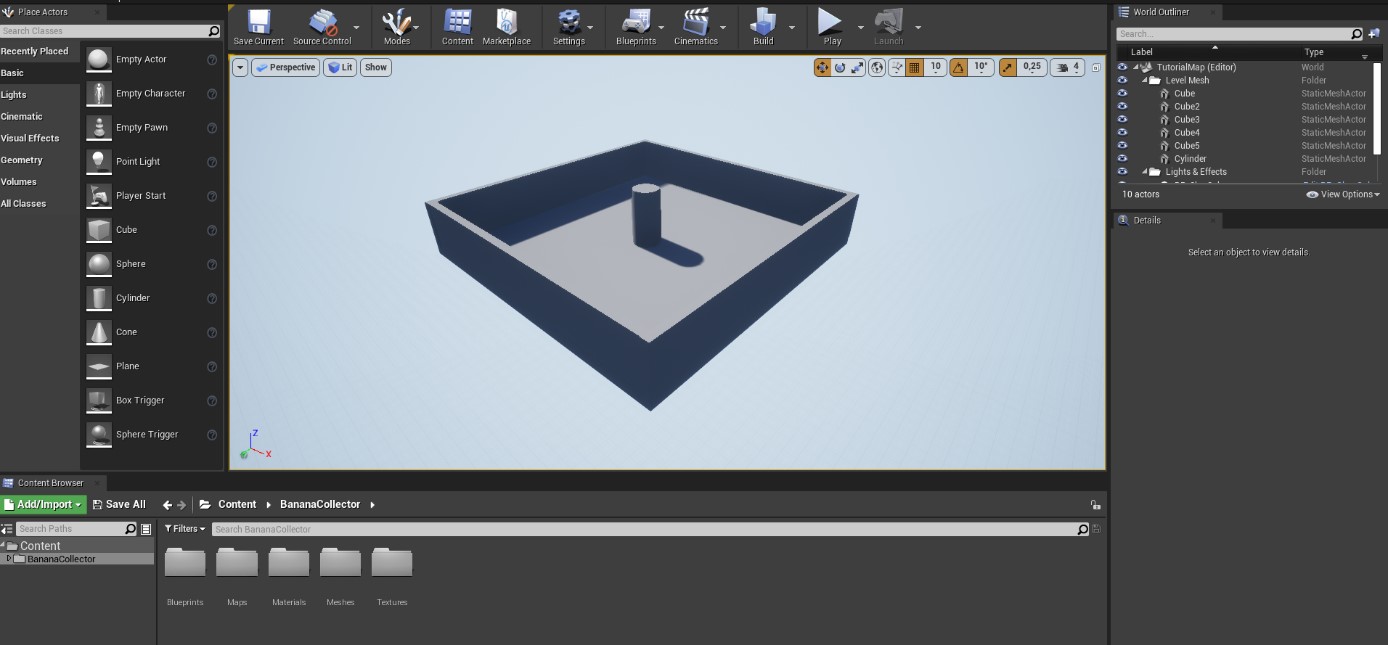 Place Actors
Search Classes
Recently Placed
Basic
Lights
Cinematic
Visual Effects
Geometry
Volumes
All Classes
Empty Actor
Empty Character
Empty Pawn
Point Light
Player Start
Cube
Sphere
Cylinder
Cone
Plane
Box Trigger
Sphere Trigger
Save Current
Source Control
Modes
Content
Marketplace
Settings
Blueprints
Cinematics
Build
Play
Launch
Perspective
Lit
Show
10
10°
0,25
4
Z
X
World Outliner
Search...
Label Type
TutorialMap (Editor) World
Level Mesh Folder
Cube StaticMeshActor
Cube2 StaticMeshActor
Cube3 StaticMeshActor
Cube4 StaticMeshActor
Cube5 StaticMeshActor
Cylinder StaticMeshActor
Lights & Effects Folder
10 actors View Options
Details
Select an object to view details
Content Browser
Add/Import Save All Content BananaCollector
Search Paths
Content
BananaCollector
Filters Search BananaCollector
Blueprints Maps Materials Meshes Textures